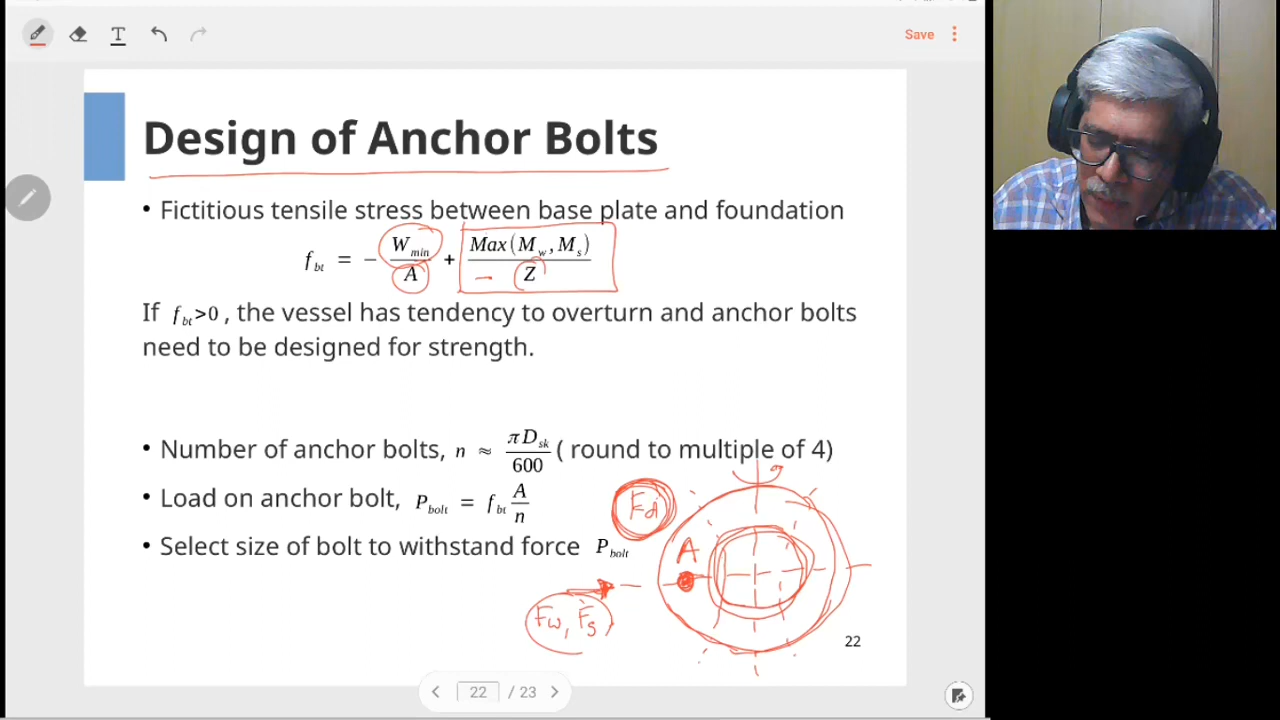 T
Save
Design of Anchor Bolts
• Fictitious tensile stress between base plate and foundation
f_bt = − W_min / A + Max(M_w, M_s) / Z
If f_bt>0, the vessel has tendency to overturn and anchor bolts
need to be designed for strength.
• Number of anchor bolts, n ≈ πD_sk / 600 ( round to multiple of 4)
• Load on anchor bolt, P_bolt = f_bt A / n
Fd
• Select size of bolt to withstand force P_bolt
A
Fw, Fs
22
22 / 23